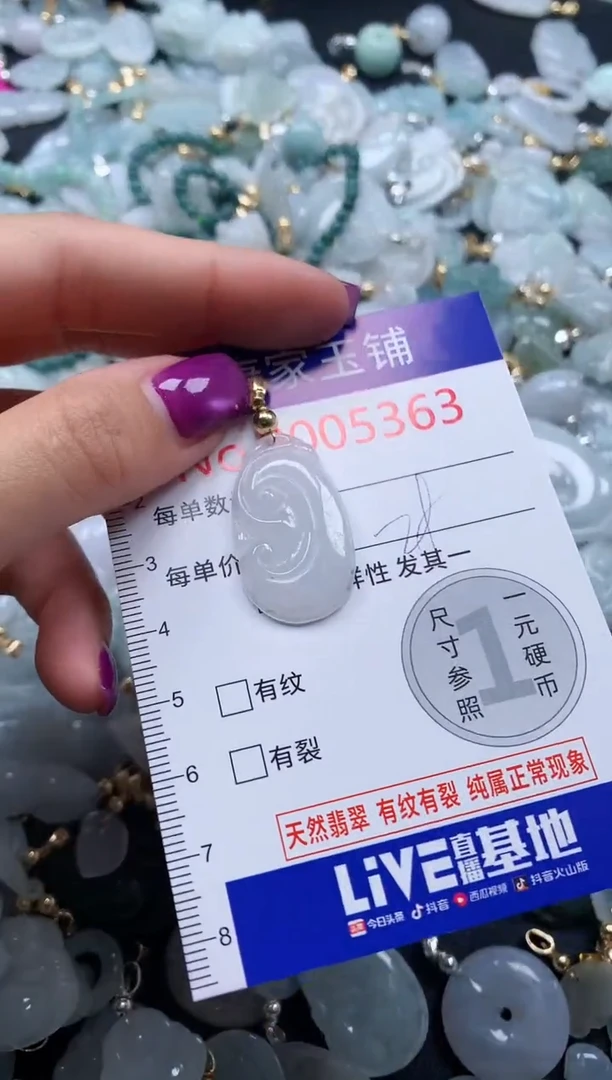 家玉铺
No 005363
每单数
每单价 样性 发其一
2
3
4
5
6
7
8
尺寸参照
1
一元硬币
有纹
有裂
天然翡翠 有纹有裂 纯属正常现象
LiVE直播基地
今日头条 抖音 西瓜视频 抖音火山版